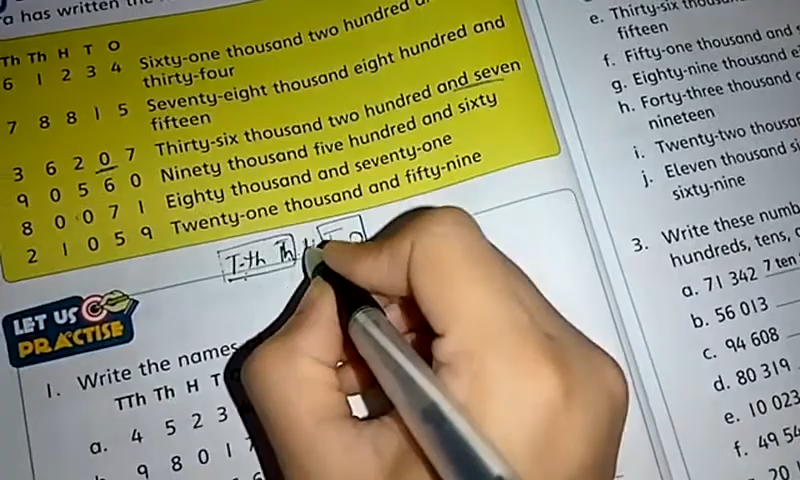 a has written the
Th Th H T O
6 1 2 3 4 Sixty-one thousand two hundred
thirty-four
7 8 8 1 5 Seventy-eight thousand eight hundred and
fifteen
3 6 2 0 7 Thirty-six thousand two hundred and seven
9 0 5 6 0 Ninety thousand five hundred and sixty
8 0 0 7 1 Eighty thousand and seventy-one
2 1 0 5 9 Twenty-one thousand and fifty-nine
T-th Th
LET US
PRACTISE
1. Write the names
TTh Th H T
a. 4 5 2 3
9 8 0 1
e. Thirty-six
fifteen
f. Fifty-one thousand and
g. Eighty-nine thousand
h. Forty-three thousand
nineteen
i. Twenty-two
j. Eleven thousand
sixty-nine
3. Write these
hundreds, tens,
a. 71 342 7 ten
b. 56 013
c. 94 608
d. 80 319
e. 10 023
f. 49 54